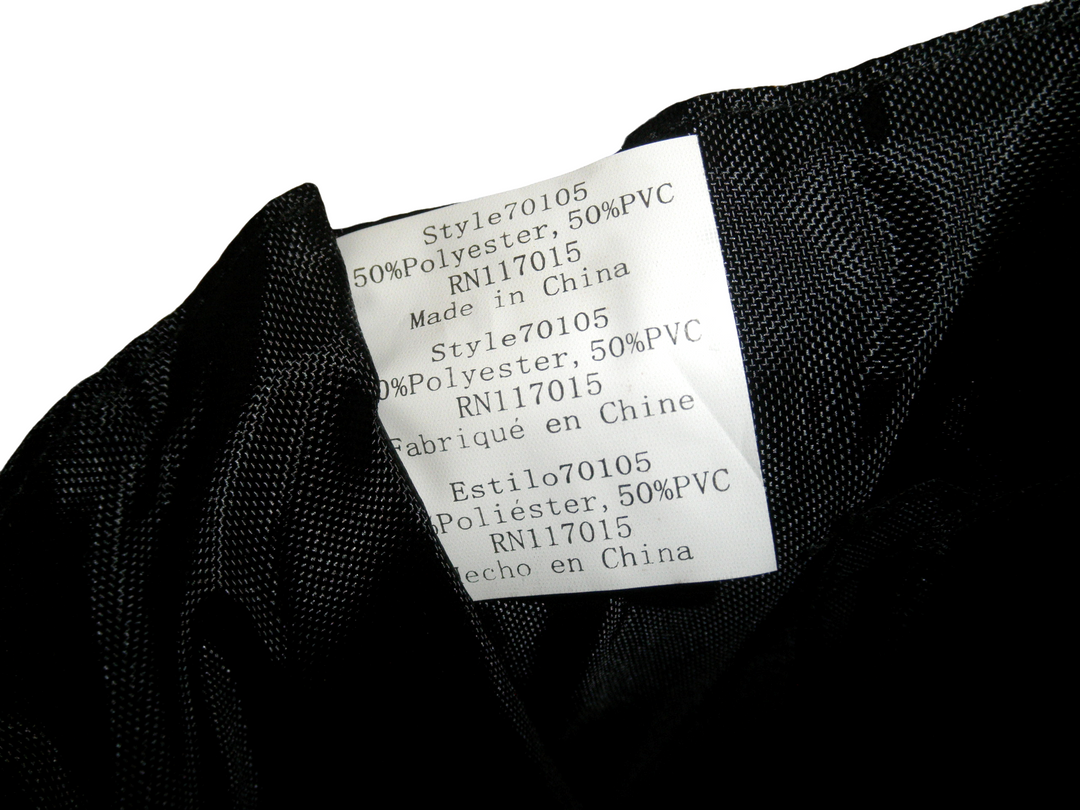 Style70105
50%Polyester, 50%PVC
RN117015
Made in China
Style70105
0%Polyester, 50%PVC
RN117015
Fabriqué en Chine
Estilo70105
%Poliéster, 50%PVC
RN117015
echo en China